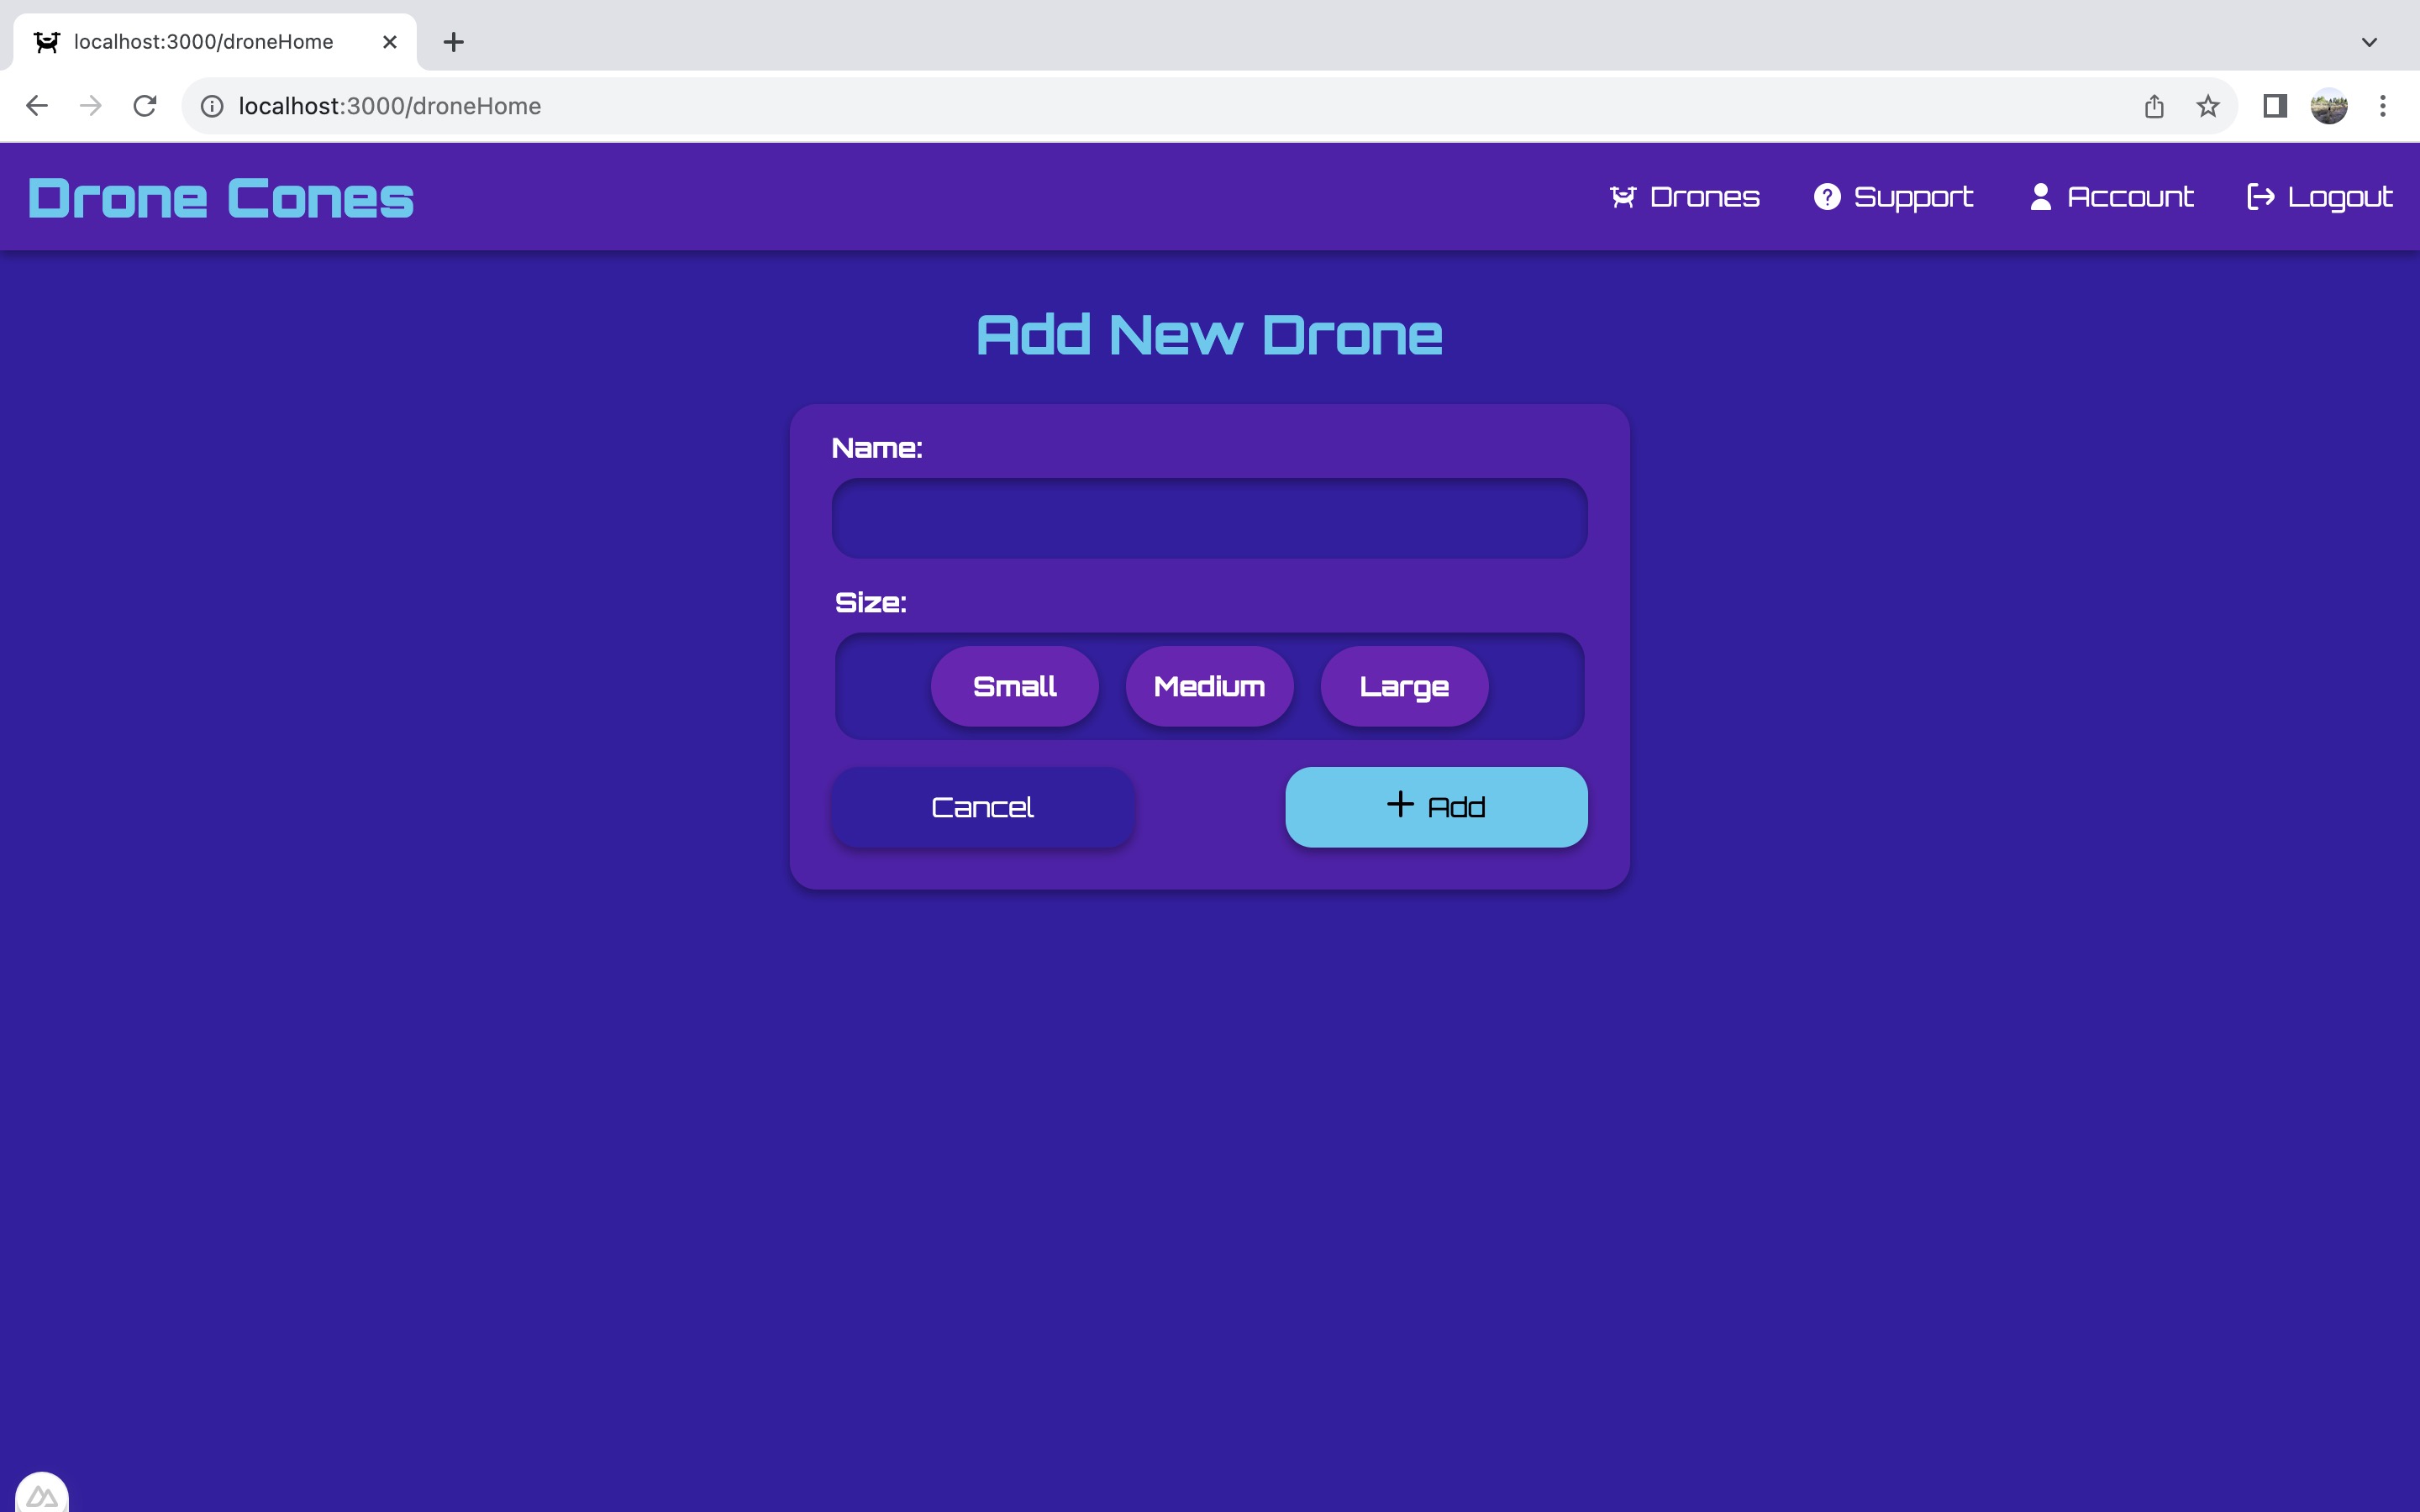 localhost:3000/droneHome
localhost:3000/droneHome
Drone Cones
Drones
Support
Account
Logout
Add New Drone
Name:
Size:
Small
Medium
Large
Cancel
+ Add